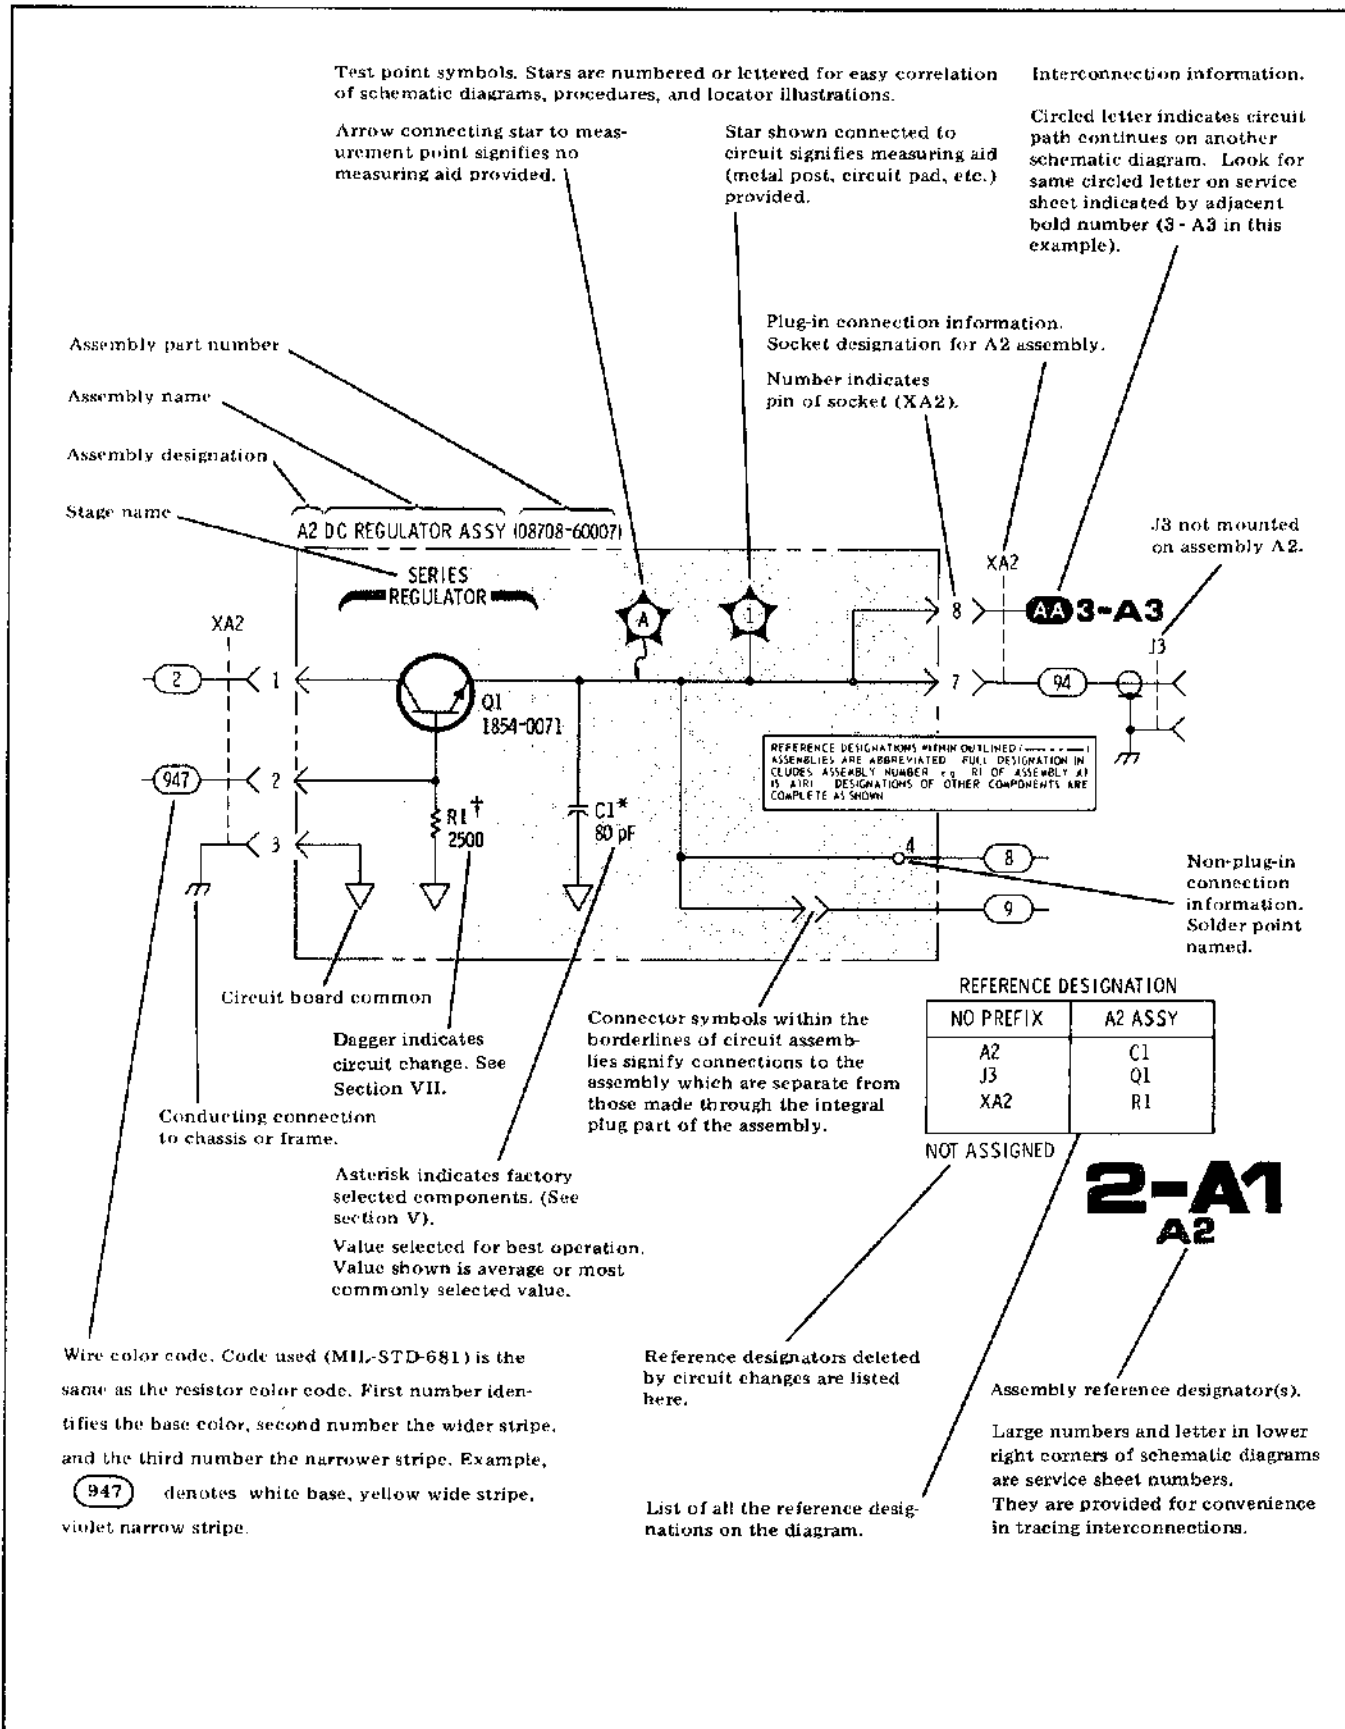 Test point symbols. Stars are numbered or lettered for easy correlation
of schematic diagrams, procedures, and locator illustrations.
Interconnection information.
Arrow connecting star to meas-
urement point signifies no
measuring aid provided.
Star shown connected to
circuit signifies measuring aid
(metal post, circuit pad, etc.)
provided.
Circled letter indicates circuit
path continues on another
schematic diagram. Look for
same circled letter on service
sheet indicated by adjacent
bold number (3-A3 in this
example).
Plug-in connection information.
Socket designation for A2 assembly.
Number indicates
pin of socket (XA2).
Assembly part number
Assembly name
Assembly designation
Stage name
A2 DC REGULATOR ASSY (08708-60007)
J3 not mounted
on assembly A2.
SERIES
REGULATOR
XA2
A
1
8
XA2
AA 3-A3
J3
2
1
Q1
1854-0071
7
94
947
2
REFERENCE DESIGNATIONS WITHIN OUTLINED (
)
ASSEMBLIES ARE ABBREVIATED. FULL DESIGNATION IN
CLUDES ASSEMBLY NUMBER e.g. R1 OF ASSEMBLY A1
IS A1R1. DESIGNATIONS OF OTHER COMPONENTS ARE
COMPLETE AS SHOWN
R1†
2500
C1*
80 pF
3
4
8
9
Non-plug-in
connection
information.
Solder point
named.
Circuit board common
Dagger indicates
circuit change. See
Section VII.
Conducting connection
to chassis or frame.
Connector symbols within the
borderlines of circuit assemb-
lies signify connections to the
assembly which are separate from
those made through the integral
plug part of the assembly.
REFERENCE DESIGNATION
NO PREFIX A2 ASSY
A2 C1
J3 Q1
XA2 R1
NOT ASSIGNED
2-A1
A2
Asterisk indicates factory
selected components. (See
section V).
Value selected for best operation.
Value shown is average or most
commonly selected value.
Wire color code. Code used (MIL-STD-681) is the
same as the resistor color code. First number iden-
tifies the base color, second number the wider stripe,
and the third number the narrower stripe. Example,
947 denotes white base, yellow wide stripe,
violet narrow stripe.
Reference designators deleted
by circuit changes are listed
here.
List of all the reference desig-
nations on the diagram.
Assembly reference designator(s).
Large numbers and letter in lower
right corners of schematic diagrams
are service sheet numbers.
They are provided for convenience
in tracing interconnections.